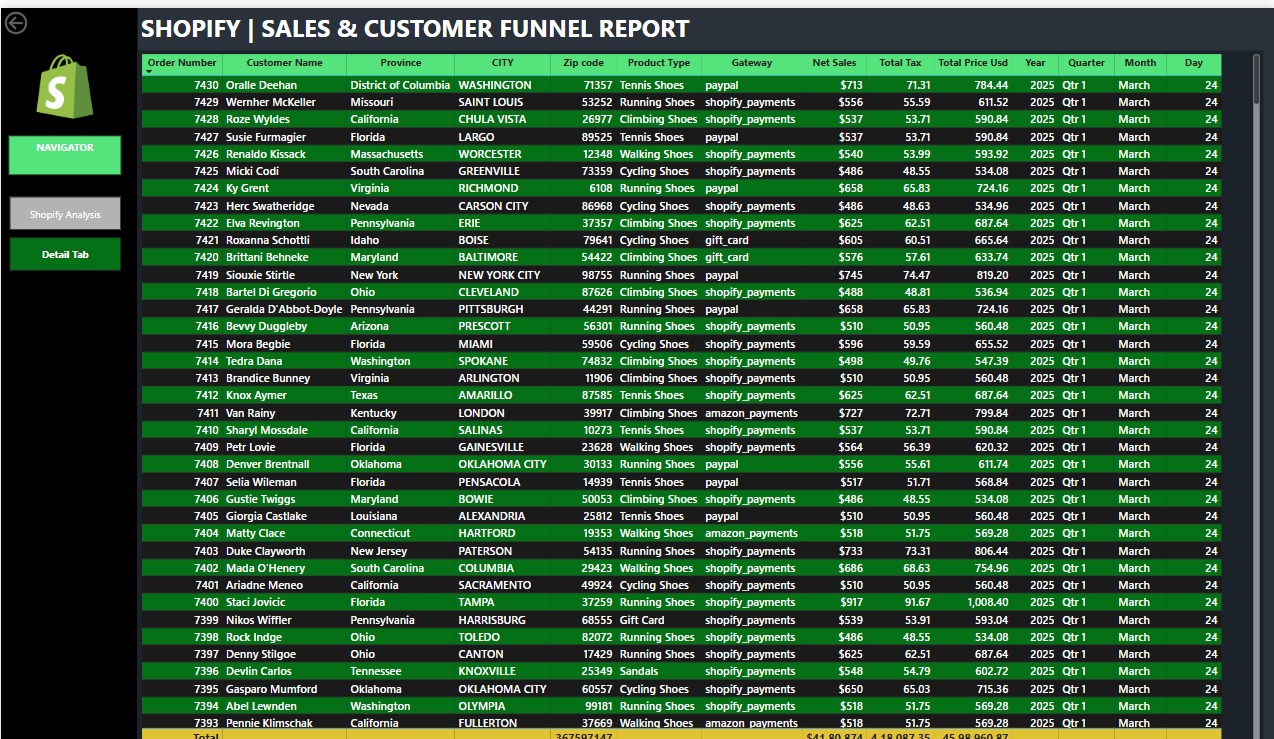 SHOPIFY | SALES & CUSTOMER FUNNEL REPORT
S
NAVIGATOR
Shopify Analysis
Detail Tab
Order Number Customer Name Province CITY Zip code Product Type Gateway Net Sales Total Tax Total Price Usd Year Quarter Month Day
7430 Oralle Deehan District of Columbia WASHINGTON 71357 Tennis Shoes paypal $713 71.31 784.44 2025 Qtr 1 March 24
7429 Wernher McKeller Missouri SAINT LOUIS 53252 Running Shoes shopify_payments $556 55.59 611.52 2025 Qtr 1 March 24
7428 Roze Wyldes California CHULA VISTA 26977 Climbing Shoes shopify_payments $537 53.71 590.84 2025 Qtr 1 March 24
7427 Susie Furmagier Florida LARGO 89525 Tennis Shoes paypal $537 53.71 590.84 2025 Qtr 1 March 24
7426 Renaldo Kissack Massachusetts WORCESTER 12348 Walking Shoes shopify_payments $540 53.99 593.92 2025 Qtr 1 March 24
7425 Micki Codi South Carolina GREENVILLE 73359 Cycling Shoes shopify_payments $486 48.55 534.08 2025 Qtr 1 March 24
7424 Ky Grent Virginia RICHMOND 6108 Running Shoes paypal $658 65.83 724.16 2025 Qtr 1 March 24
7423 Herc Swatheridge Nevada CARSON CITY 86968 Cycling Shoes shopify_payments $486 48.63 534.96 2025 Qtr 1 March 24
7422 Elva Revington Pennsylvania ERIE 37357 Climbing Shoes shopify_payments $625 62.51 687.64 2025 Qtr 1 March 24
7421 Roxanna Schottli Idaho BOISE 79641 Cycling Shoes gift_card $605 60.51 665.64 2025 Qtr 1 March 24
7420 Brittani Behneke Maryland BALTIMORE 54422 Climbing Shoes gift_card $576 57.61 633.74 2025 Qtr 1 March 24
7419 Siouxie Stirtle New York NEW YORK CITY 98755 Running Shoes paypal $745 74.47 819.20 2025 Qtr 1 March 24
7418 Bartel Di Gregorio Ohio CLEVELAND 87626 Climbing Shoes shopify_payments $488 48.81 536.94 2025 Qtr 1 March 24
7417 Geralda D'Abbot-Doyle Pennsylvania PITTSBURGH 44291 Running Shoes paypal $658 65.83 724.16 2025 Qtr 1 March 24
7416 Bevvy Duggleby Arizona PRESCOTT 56301 Running Shoes shopify_payments $510 50.95 560.48 2025 Qtr 1 March 24
7415 Mora Begbie Florida MIAMI 59506 Cycling Shoes shopify_payments $596 59.59 655.52 2025 Qtr 1 March 24
7414 Tedra Dana Washington SPOKANE 74832 Climbing Shoes shopify_payments $498 49.76 547.39 2025 Qtr 1 March 24
7413 Brandice Bunney Virginia ARLINGTON 11906 Climbing Shoes shopify_payments $510 50.95 560.48 2025 Qtr 1 March 24
7412 Knox Aymer Texas AMARILLO 87585 Tennis Shoes shopify_payments $625 62.51 687.64 2025 Qtr 1 March 24
7411 Van Rainy Kentucky LONDON 39917 Climbing Shoes amazon_payments $727 72.71 799.84 2025 Qtr 1 March 24
7410 Sharyl Mossdale California SALINAS 10273 Tennis Shoes shopify_payments $537 53.71 590.84 2025 Qtr 1 March 24
7409 Petr Lovie Florida GAINESVILLE 23628 Walking Shoes shopify_payments $564 56.39 620.32 2025 Qtr 1 March 24
7408 Denver Brentnall Oklahoma OKLAHOMA CITY 30133 Running Shoes paypal $556 55.61 611.74 2025 Qtr 1 March 24
7407 Selia Wileman Florida PENSACOLA 14939 Tennis Shoes paypal $517 51.71 568.84 2025 Qtr 1 March 24
7406 Gustie Twiggs Maryland BOWIE 50053 Climbing Shoes shopify_payments $486 48.55 534.08 2025 Qtr 1 March 24
7405 Giorgia Castlake Louisiana ALEXANDRIA 25812 Tennis Shoes paypal $510 50.95 560.48 2025 Qtr 1 March 24
7404 Matty Clace Connecticut HARTFORD 19353 Walking Shoes amazon_payments $518 51.75 569.28 2025 Qtr 1 March 24
7403 Duke Clayworth New Jersey PATERSON 54135 Running Shoes shopify_payments $733 73.31 806.44 2025 Qtr 1 March 24
7402 Mada O'Henery South Carolina COLUMBIA 29423 Walking Shoes shopify_payments $686 68.63 754.96 2025 Qtr 1 March 24
7401 Ariadne Meneo California SACRAMENTO 49924 Cycling Shoes shopify_payments $510 50.95 560.48 2025 Qtr 1 March 24
7400 Staci Jovicic Florida TAMPA 37259 Running Shoes shopify_payments $917 91.67 1,008.40 2025 Qtr 1 March 24
7399 Nikos Wiffler Pennsylvania HARRISBURG 68555 Gift Card shopify_payments $539 53.91 593.04 2025 Qtr 1 March 24
7398 Rock Indge Ohio TOLEDO 82072 Running Shoes shopify_payments $486 48.55 534.08 2025 Qtr 1 March 24
7397 Denny Stilgoe Ohio CANTON 17429 Running Shoes shopify_payments $625 62.51 687.64 2025 Qtr 1 March 24
7396 Devlin Carlos Tennessee KNOXVILLE 25349 Sandals shopify_payments $548 54.79 602.72 2025 Qtr 1 March 24
7395 Gasparo Mumford Oklahoma OKLAHOMA CITY 60557 Cycling Shoes shopify_payments $650 65.03 715.36 2025 Qtr 1 March 24
7394 Abel Lewnden Washington OLYMPIA 99181 Running Shoes shopify_payments $518 51.75 569.28 2025 Qtr 1 March 24
7393 Pennie Klimschak California FULLERTON 37669 Walking Shoes amazon_payments $518 51.75 569.28 2025 Qtr 1 March 24
Total 367597147 $41,80,874 4,18,087.35 45,98,960.87